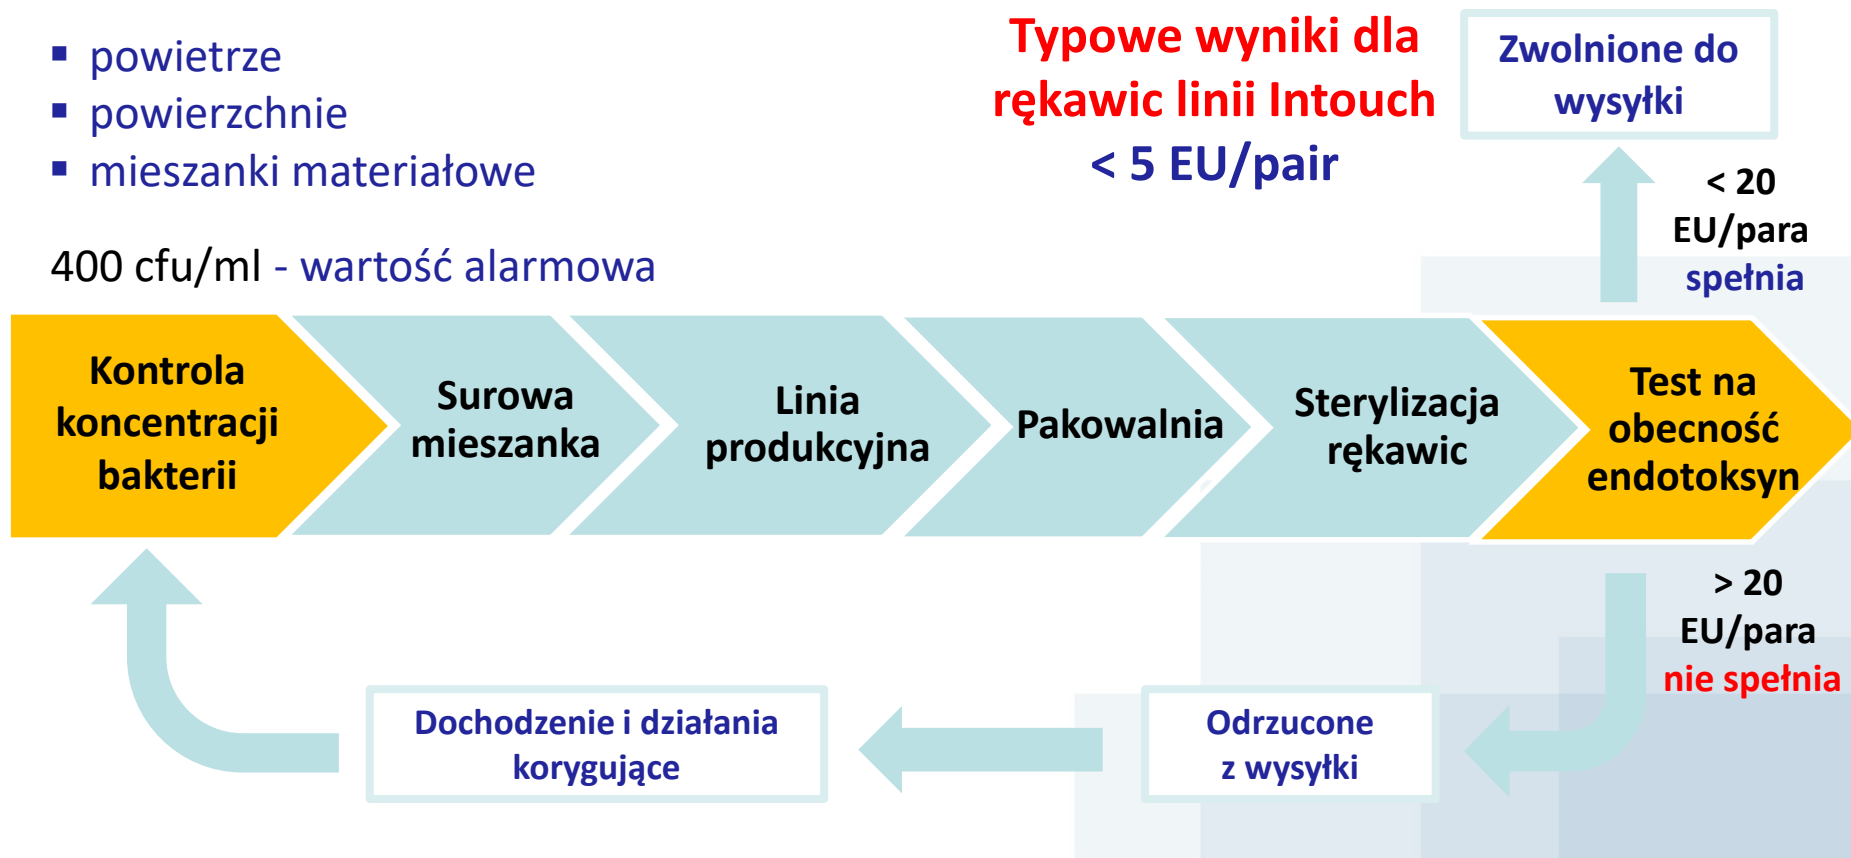 ▪ powietrze
▪ powierzchnie
▪ mieszanki materiałowe
400 cfu/ml - wartość alarmowa
Typowe wyniki dla
rękawic linii Intouch
< 5 EU/pair
Zwolnione do
wysyłki
< 20
EU/para
spełnia
Kontrola
koncentracji
bakterii
Surowa
mieszanka
Linia
produkcyjna
Pakowalnia
Sterylizacja
rękawic
Test na
obecność
endotoksyn
> 20
EU/para
nie spełnia
Odrzucone
z wysyłki
Dochodzenie i działania
korygujące